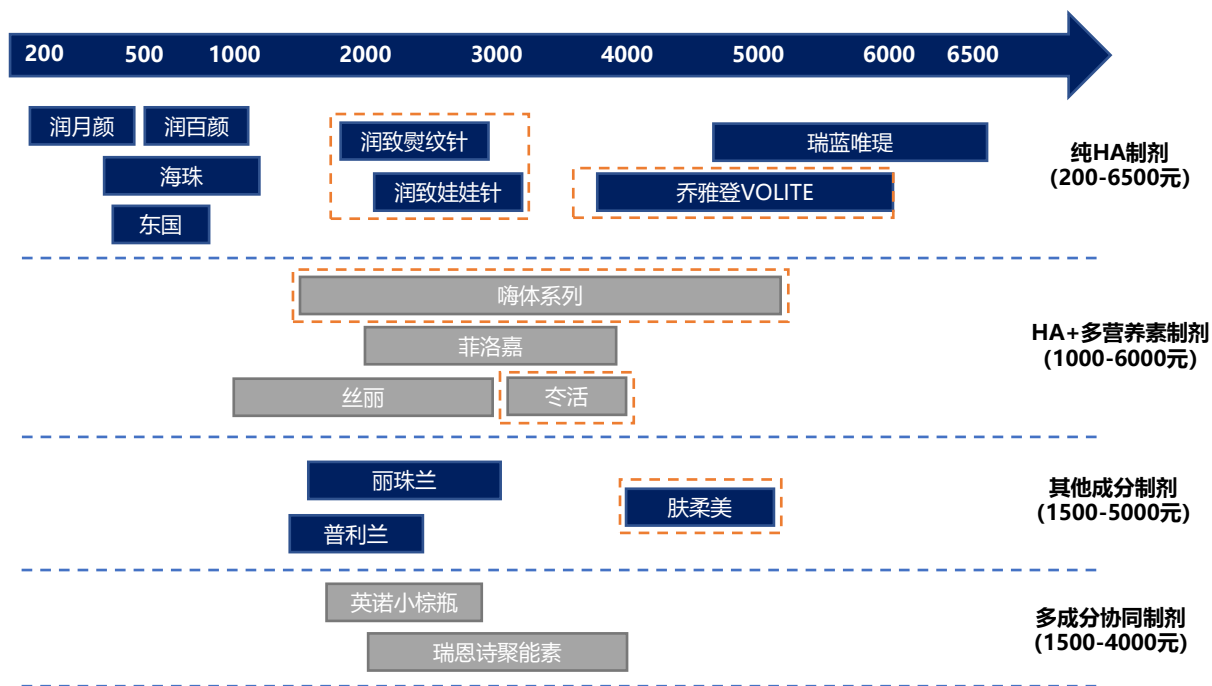 200 500 1000 2000 3000 4000 5000 6000 6500
润月颜 润百颜
海珠
东国
润致熨纹针
润致娃娃针
瑞蓝唯瑅
乔雅登VOLITE
纯HA制剂
(200-6500元)
嗨体系列
菲洛嘉
丝丽 冭活
HA+多营养素制剂
(1000-6000元)
丽珠兰
普利兰
肤柔美
其他成分制剂
(1500-5000元)
英诺小棕瓶
瑞恩诗聚能素
多成分协同制剂
(1500-4000元)